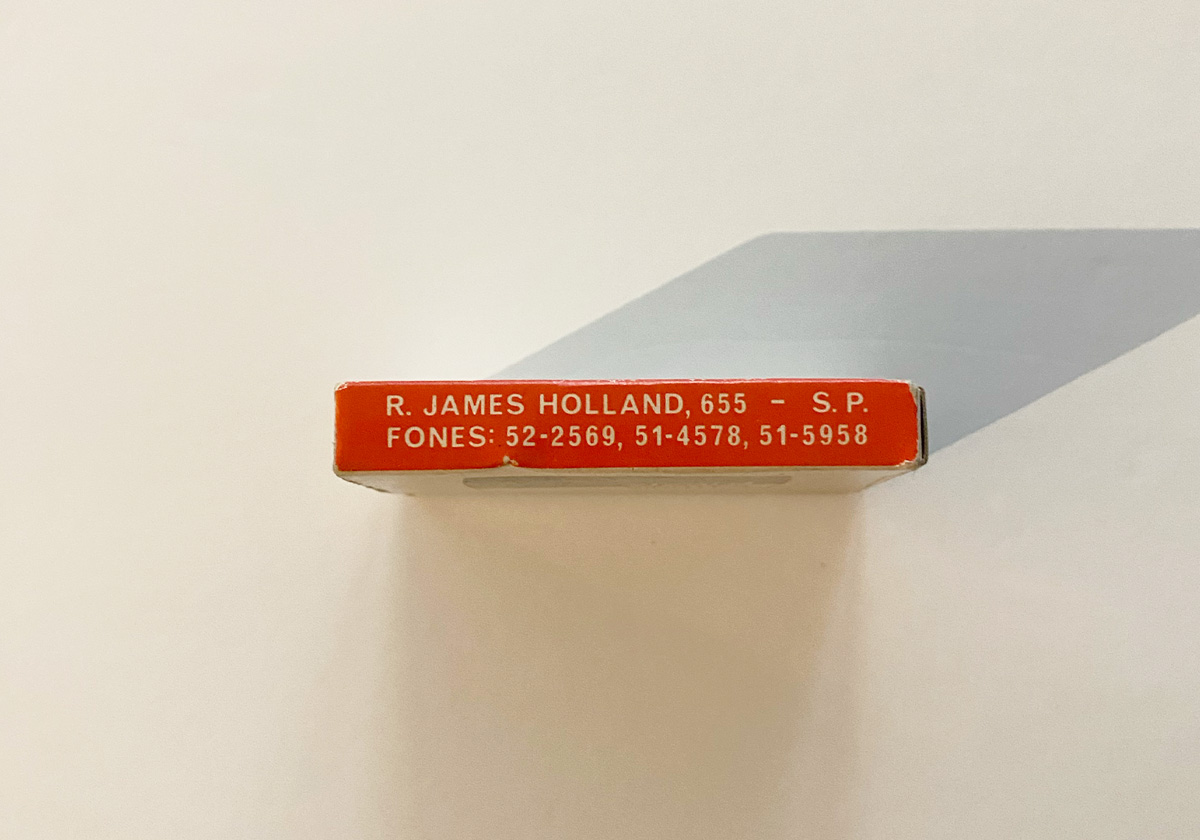 R. JAMES HOLLAND, 655 - S. P.
FONES: 52-2569, 51-4578, 51-5958